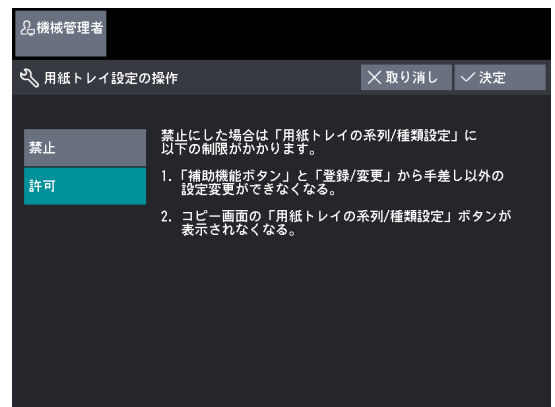 機械管理者
用紙トレイ設定の操作
取り消し
決定
禁止
許可
禁止にした場合は「用紙トレイの系列/種類設定」に
以下の制限がかかります。
1.「補助機能ボタン」と「登録/変更」から手差し以外の
設定変更ができなくなる。
2. コピー画面の「用紙トレイの系列/種類設定」ボタンが
表示されなくなる。